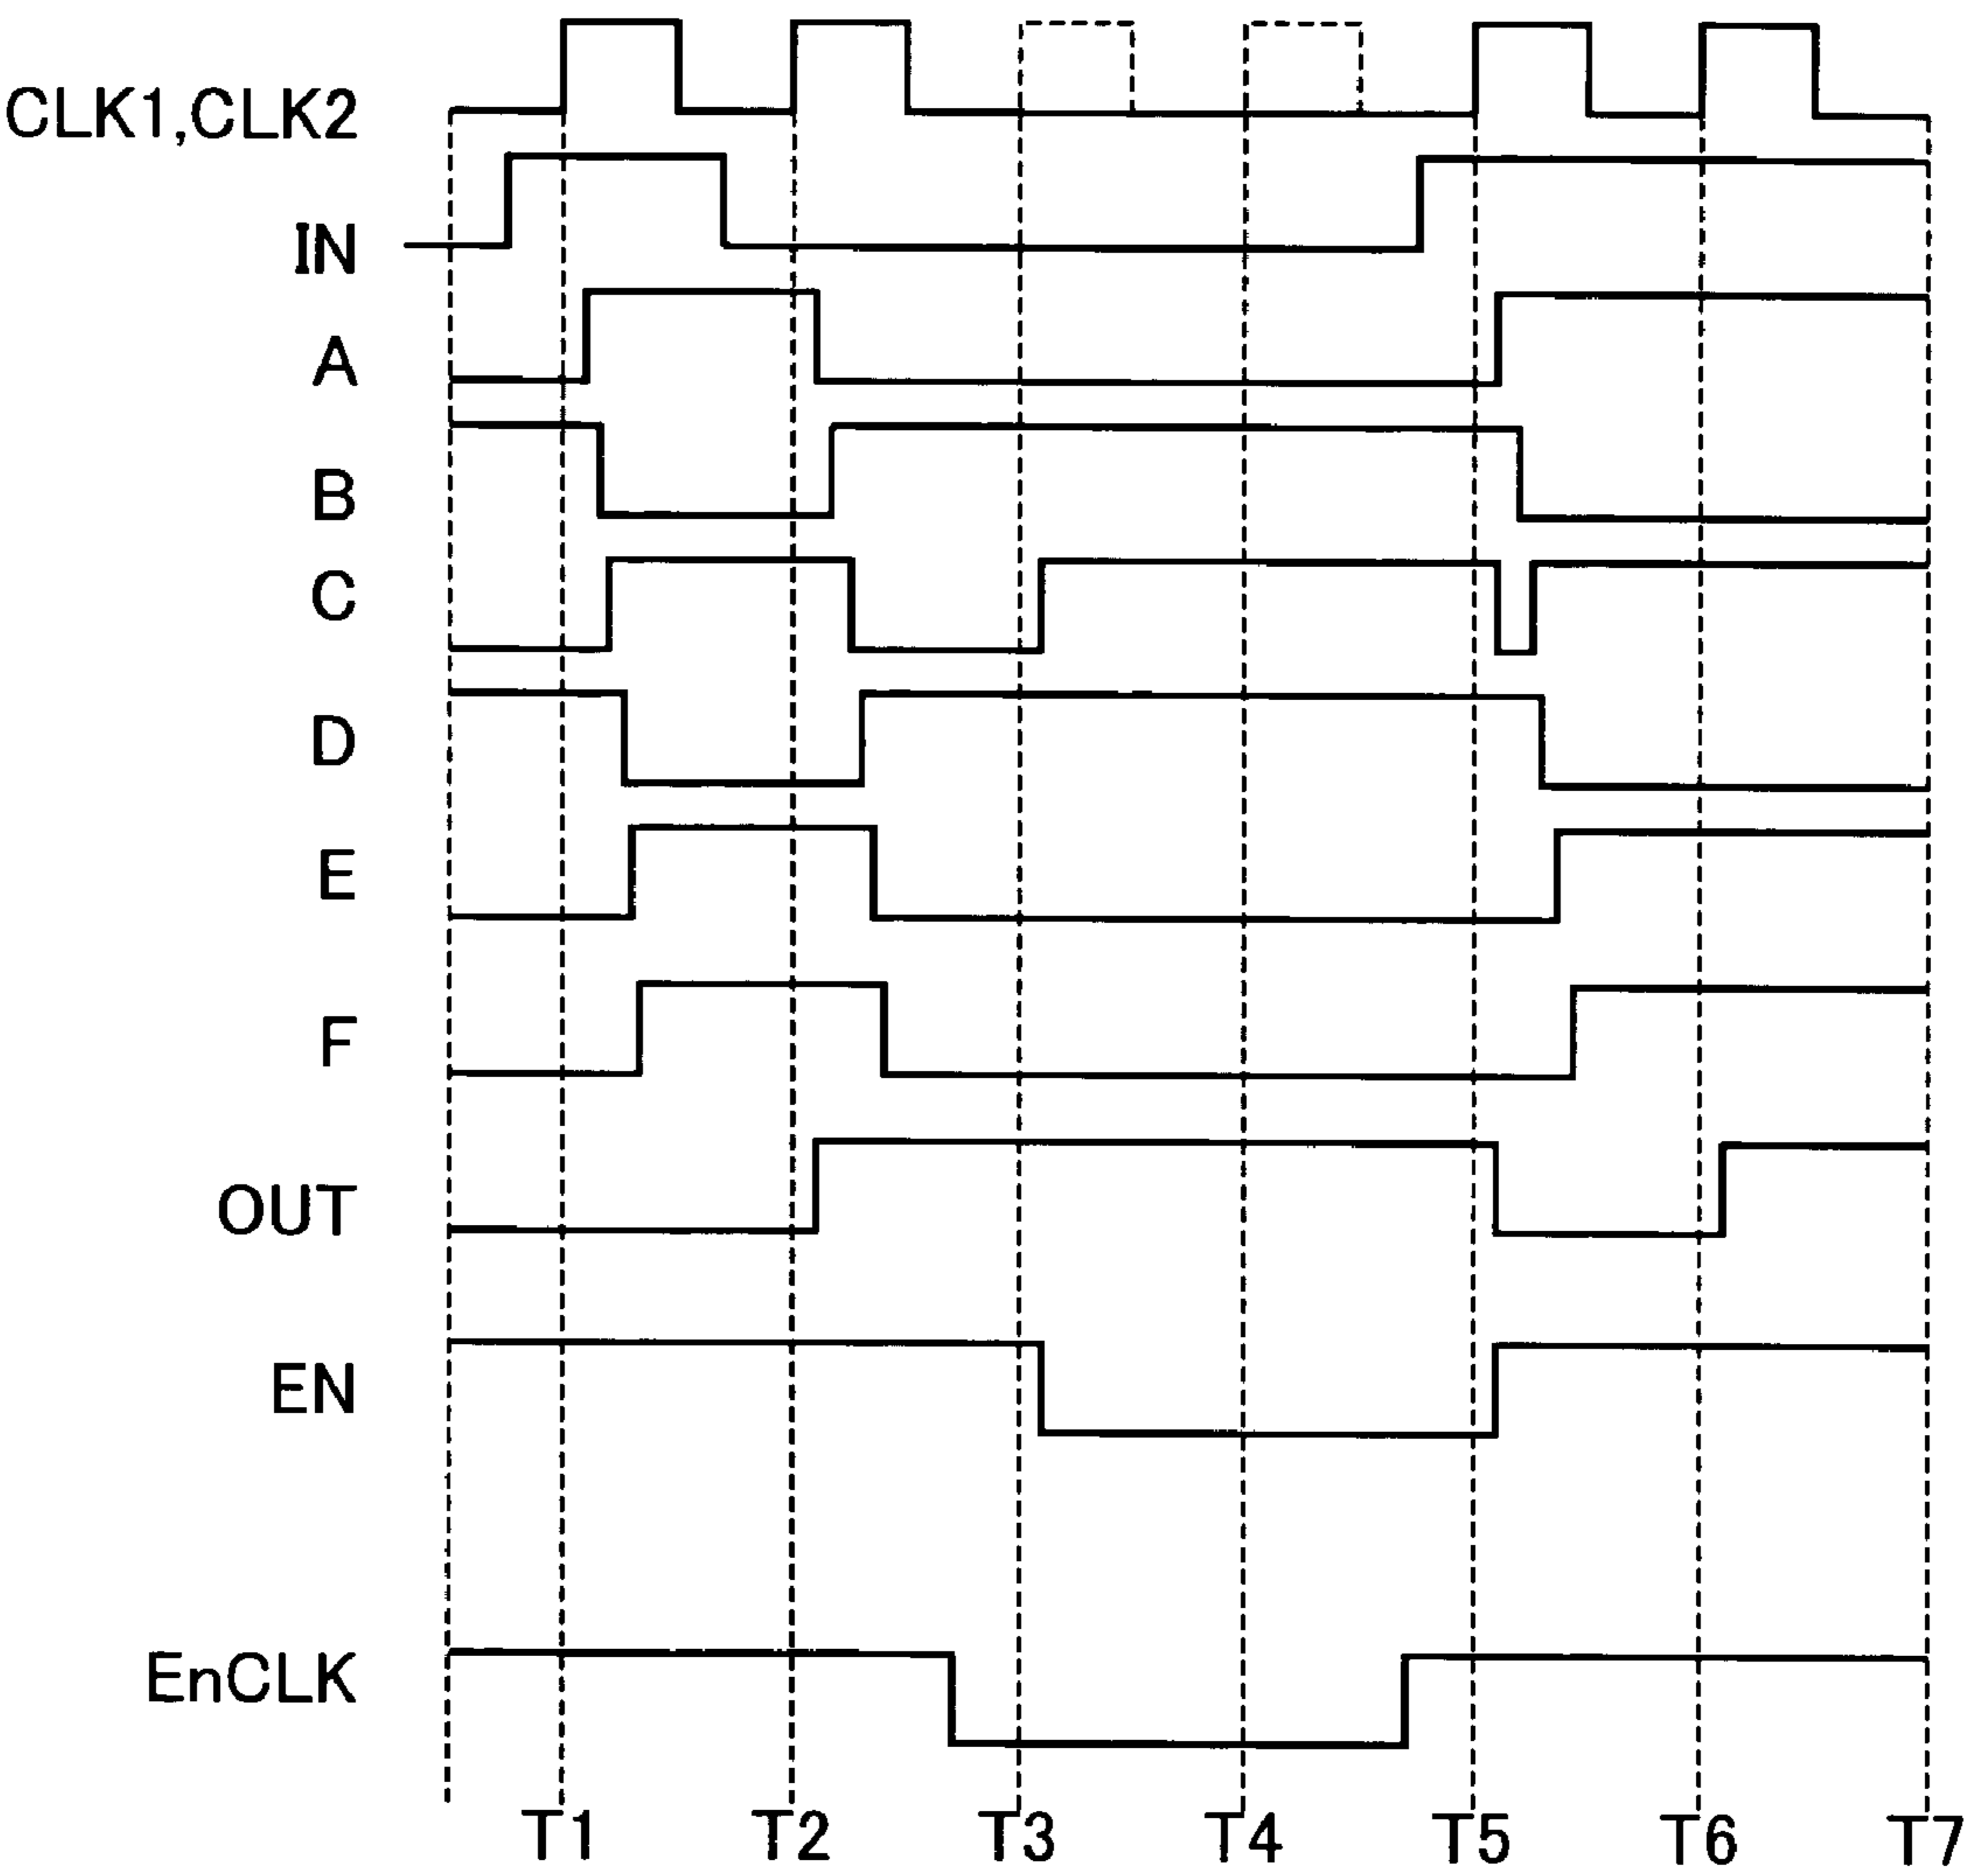 CLK1,CLK2
IN
A
B
C
D
E
F
OUT
EN
EnCLK
T1 T2 T3 T4 T5 T6 T7